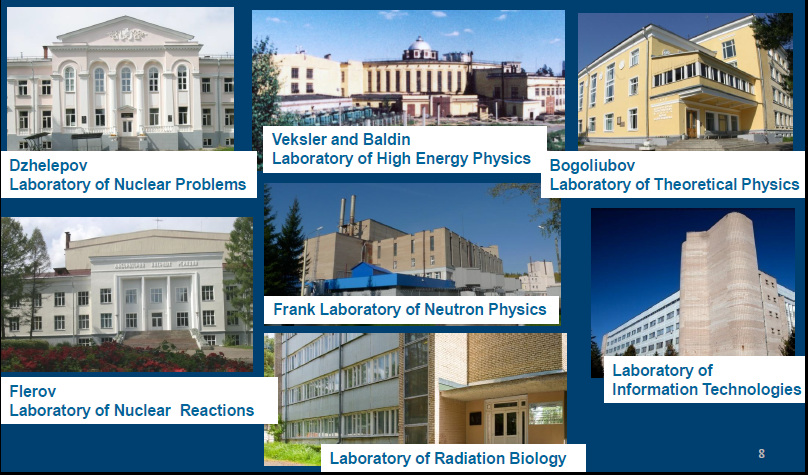 Dzhelepov
Laboratory of Nuclear Problems
Veksler and Baldin
Laboratory of High Energy Physics
Bogoliubov
Laboratory of Theoretical Physics
Frank Laboratory of Neutron Physics
Laboratory of
Information Technologies
Flerov
Laboratory of Nuclear  Reactions
Laboratory of Radiation Biology
8